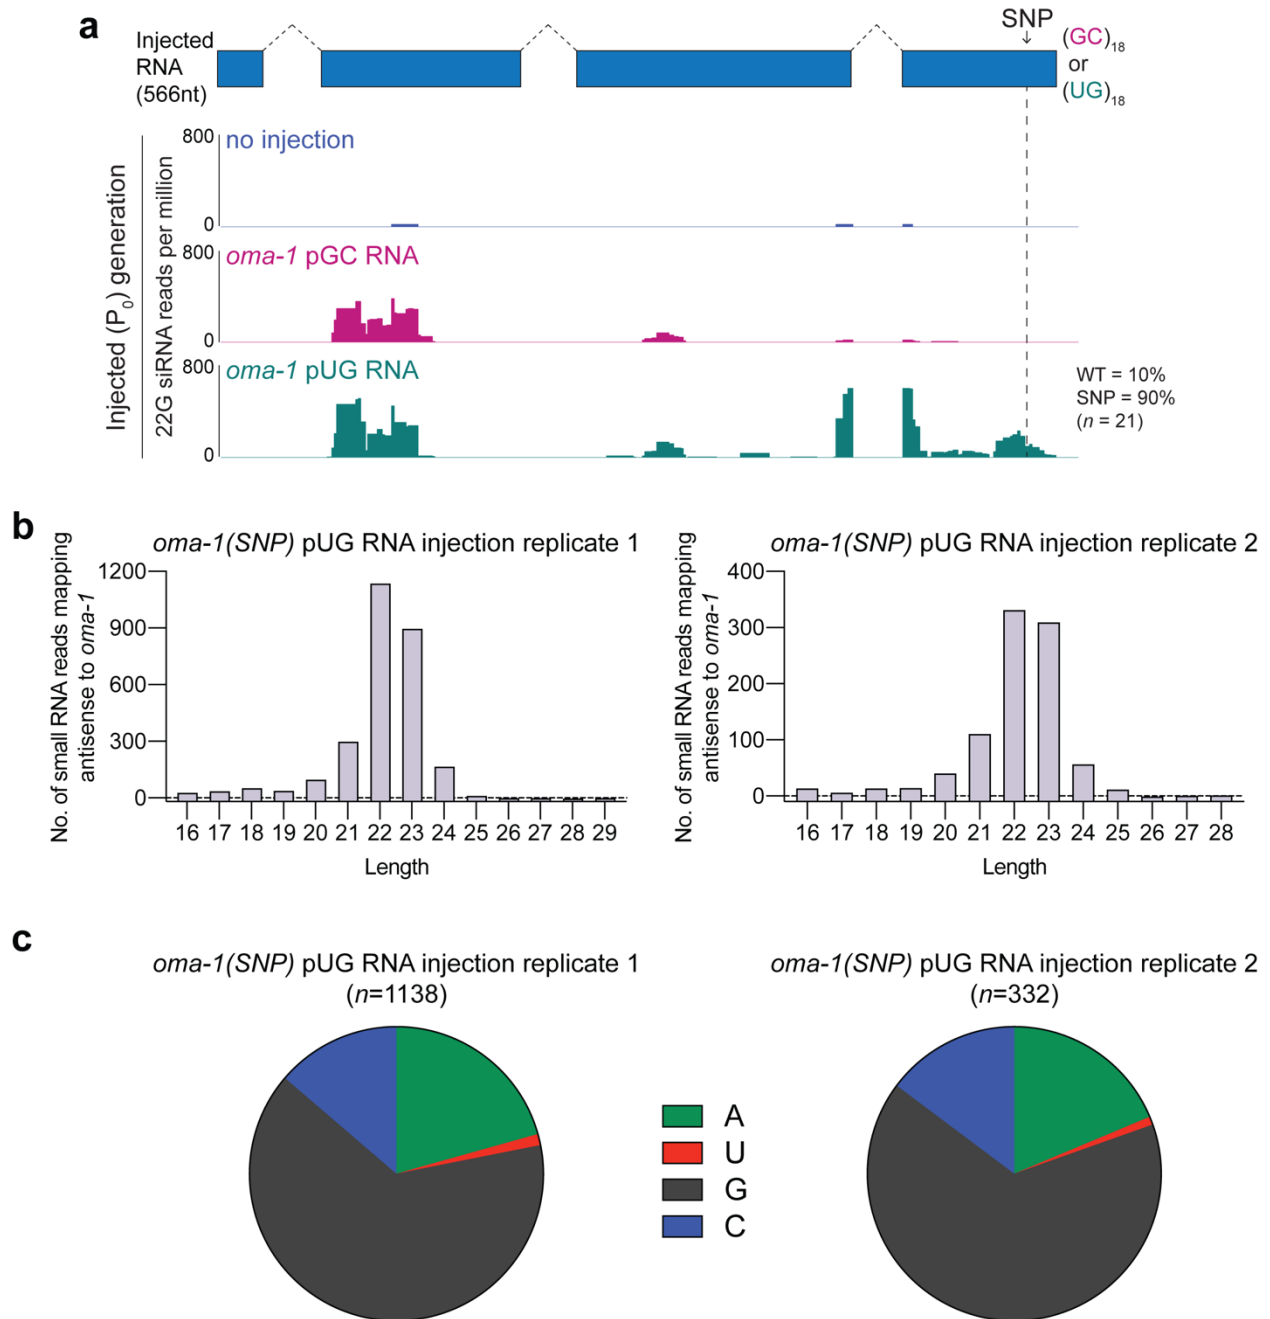 a
Injected
RNA
(566nt)
SNP
(GC)18
or
(UG)18
Injected (P0) generation
22G siRNA reads per million
800
no injection
0
800
oma-1 pGC RNA
0
800
oma-1 pUG RNA
0
WT = 10%
SNP = 90%
(n = 21)
b
oma-1(SNP) pUG RNA injection replicate 1
No. of small RNA reads mapping
antisense to oma-1
1200
900
600
300
0
16 17 18 19 20 21 22 23 24 25 26 27 28 29
Length
oma-1(SNP) pUG RNA injection replicate 2
No. of small RNA reads mapping
antisense to oma-1
400
300
200
100
0
16 17 18 19 20 21 22 23 24 25 26 27 28
Length
c
oma-1(SNP) pUG RNA injection replicate 1
(n=1138)
oma-1(SNP) pUG RNA injection replicate 2
(n=332)
A
U
G
C